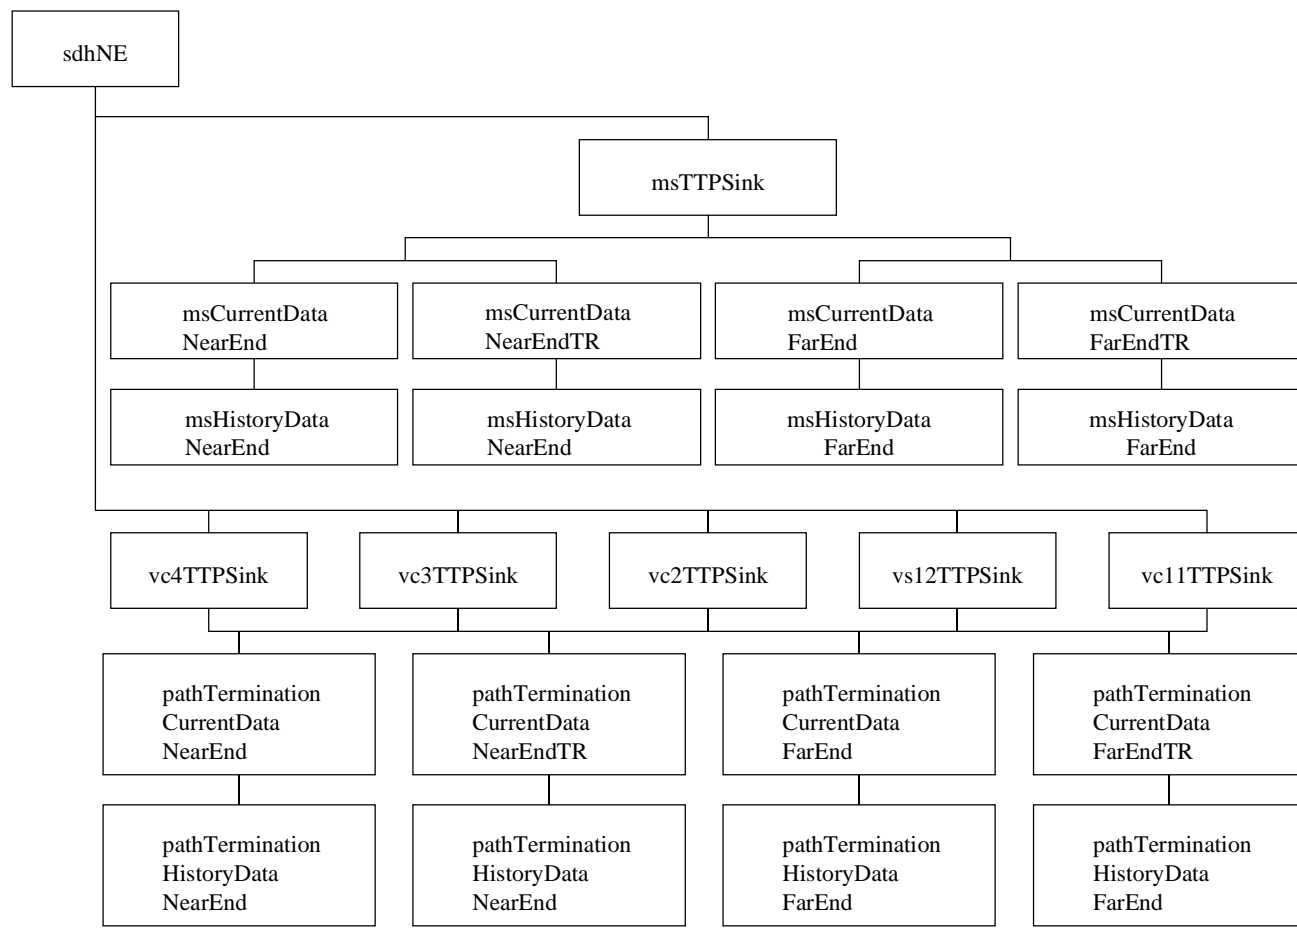 sdhNE
msTTPSink
msCurrentData
NearEnd
msCurrentData
NearEndTR
msCurrentData
FarEnd
msCurrentData
FarEndTR
msHistoryData
NearEnd
msHistoryData
NearEnd
msHistoryData
FarEnd
msHistoryData
FarEnd
vc4TTPSink
vc3TTPSink
vc2TTPSink
vs12TTPSink
vc11TTPSink
pathTermination
CurrentData
NearEnd
pathTermination
CurrentData
NearEndTR
pathTermination
CurrentData
FarEnd
pathTermination
CurrentData
FarEndTR
pathTermination
HistoryData
NearEnd
pathTermination
HistoryData
NearEnd
pathTermination
HistoryData
FarEnd
pathTermination
HistoryData
FarEnd